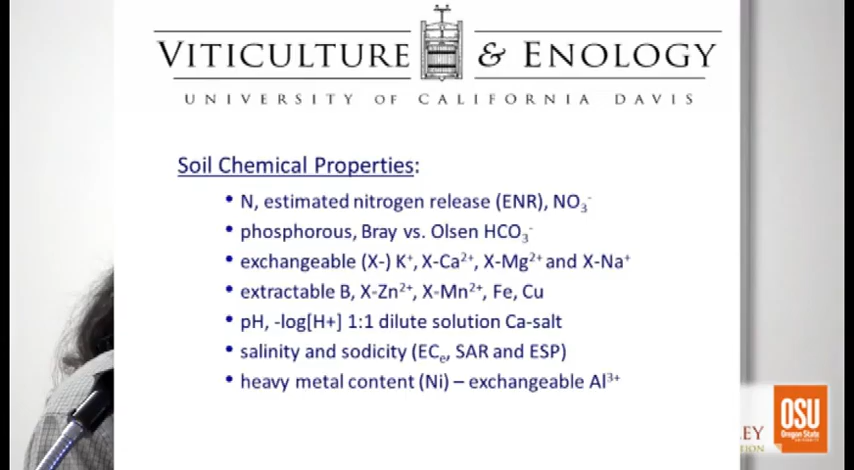 VITICULTURE & ENOLOGY
UNIVERSITY OF CALIFORNIA DAVIS
Soil Chemical Properties:
• N, estimated nitrogen release (ENR), NO₃⁻
• phosphorous, Bray vs. Olsen HCO₃⁻
• exchangeable (X-) K⁺, X-Ca²⁺, X-Mg²⁺ and X-Na⁺
• extractable B, X-Zn²⁺, X-Mn²⁺, Fe, Cu
• pH, -log[H+] 1:1 dilute solution Ca-salt
• salinity and sodicity (ECₑ, SAR and ESP)
• heavy metal content (Ni) – exchangeable Al³⁺
OSU
Oregon State